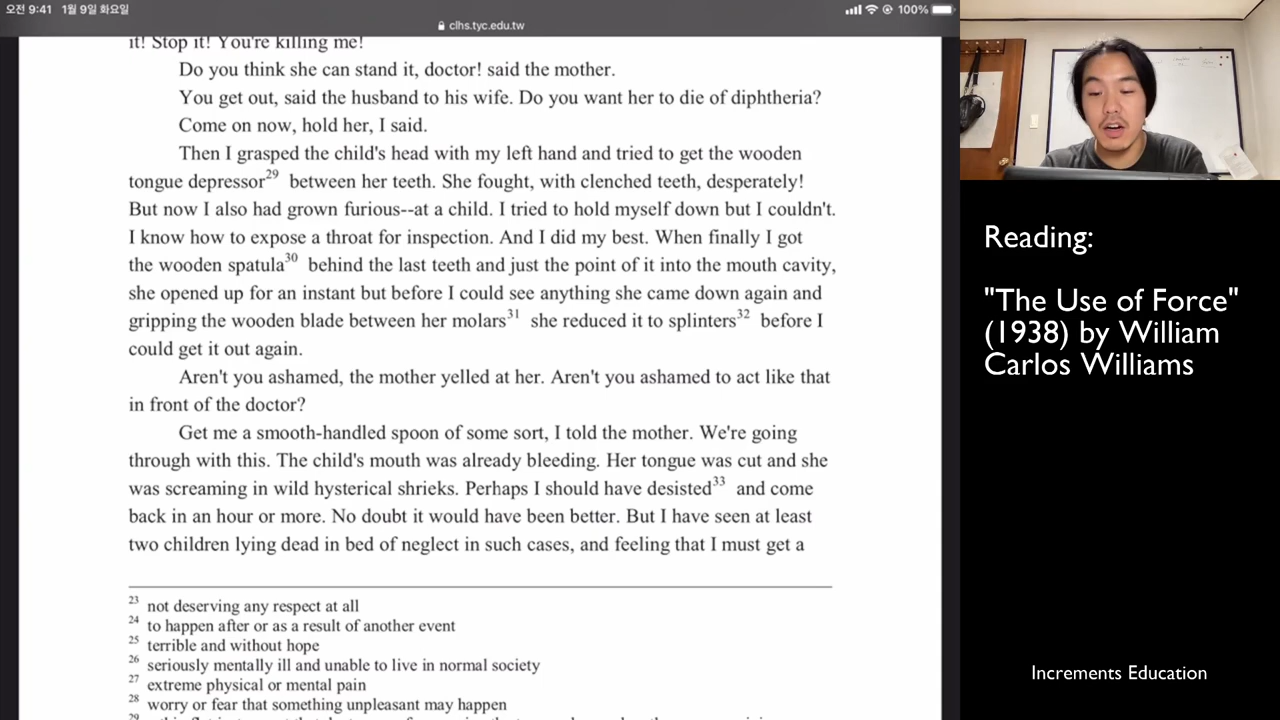 오전 9:41 1월 9일 화요일
100%
clhs.tyc.edu.tw
it! Stop it! You're killing me!
Do you think she can stand it, doctor! said the mother.
You get out, said the husband to his wife. Do you want her to die of diphtheria?
Come on now, hold her, I said.
Then I grasped the child's head with my left hand and tried to get the wooden
tongue depressor29 between her teeth. She fought, with clenched teeth, desperately!
But now I also had grown furious--at a child. I tried to hold myself down but I couldn't.
I know how to expose a throat for inspection. And I did my best. When finally I got
the wooden spatula30 behind the last teeth and just the point of it into the mouth cavity,
she opened up for an instant but before I could see anything she came down again and
gripping the wooden blade between her molars31 she reduced it to splinters32 before I
could get it out again.
Aren't you ashamed, the mother yelled at her. Aren't you ashamed to act like that
in front of the doctor?
Get me a smooth-handled spoon of some sort, I told the mother. We're going
through with this. The child's mouth was already bleeding. Her tongue was cut and she
was screaming in wild hysterical shrieks. Perhaps I should have desisted33 and come
back in an hour or more. No doubt it would have been better. But I have seen at least
two children lying dead in bed of neglect in such cases, and feeling that I must get a
23 not deserving any respect at all
24 to happen after or as a result of another event
25 terrible and without hope
26 seriously mentally ill and unable to live in normal society
27 extreme physical or mental pain
28 worry or fear that something unpleasant may happen
29
Reading:
"The Use of Force"
(1938) by William
Carlos Williams
Increments Education